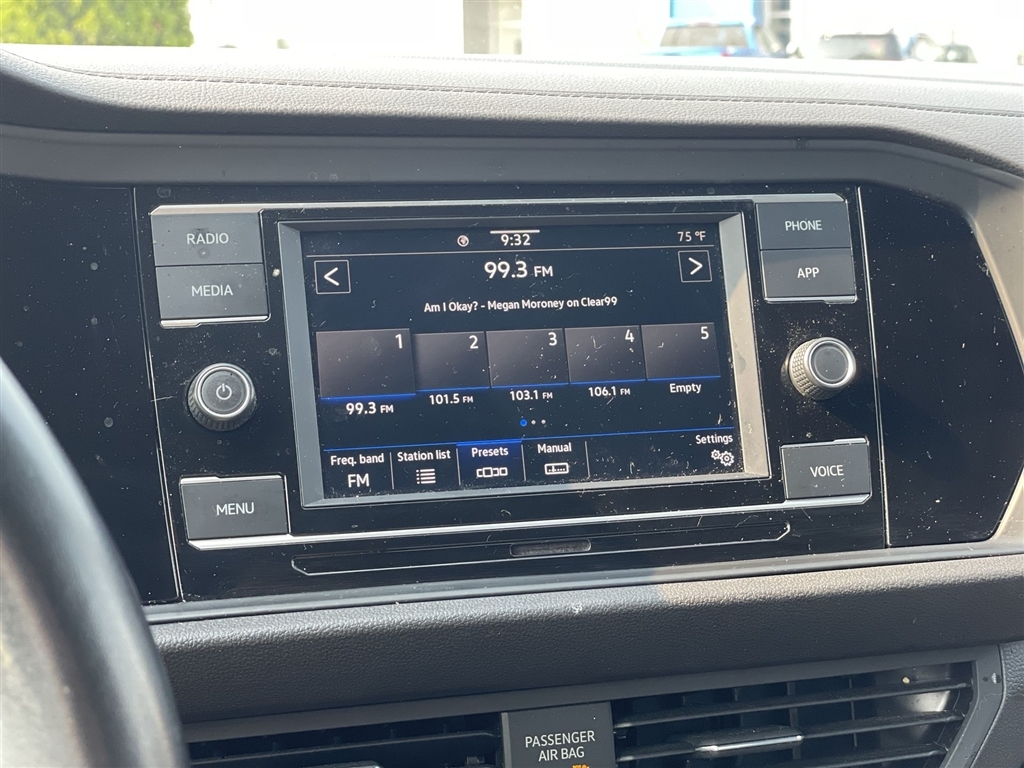 RADIO
MEDIA
MENU
PHONE
APP
VOICE
9:32
75 °F
<
99.3 FM
>
Am I Okay? - Megan Moroney on Clear99
1
2
3
4
5
99.3 FM
101.5 FM
103.1 FM
106.1 FM
Empty
Freq. band
FM
Station list
Presets
Manual
Settings
PASSENGER
AIR BAG